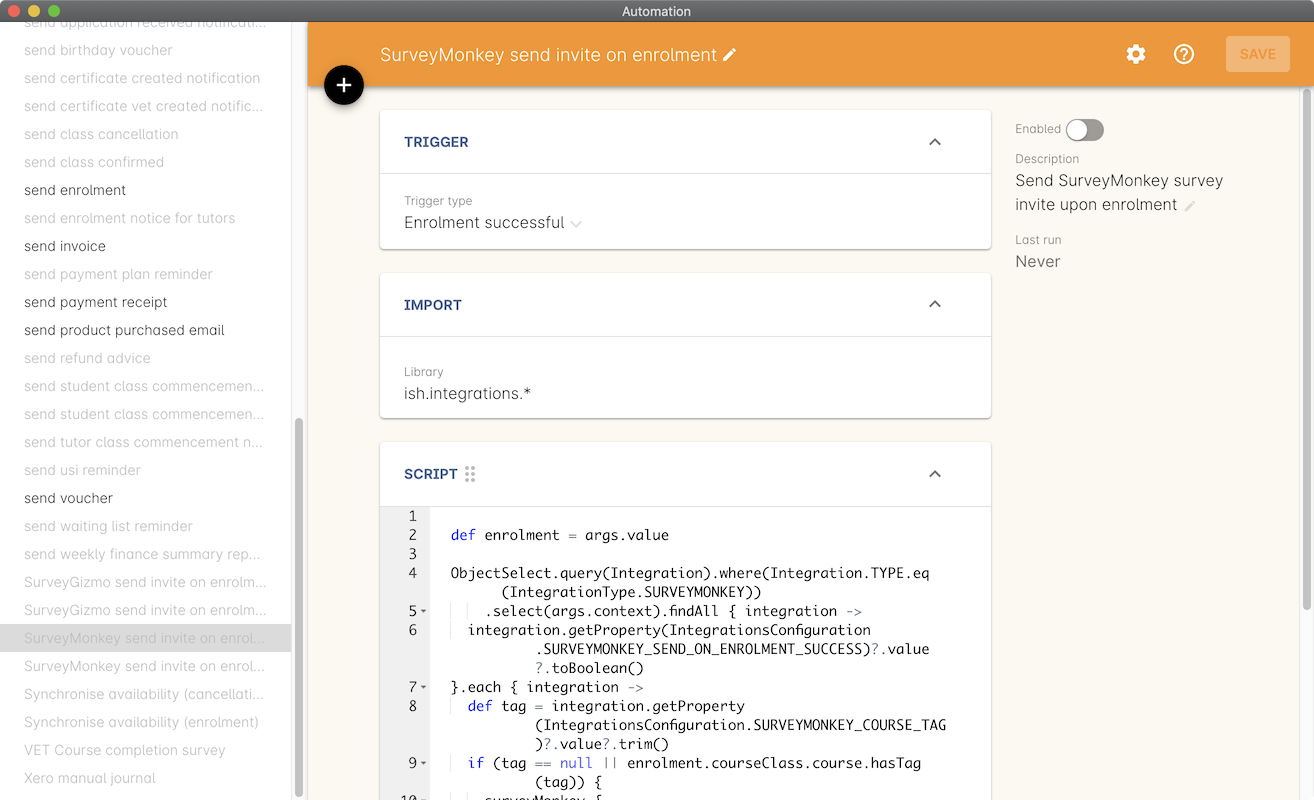 Automation
send application received notificati...
send birthday voucher
send certificate created notification
send certificate vet created notific...
send class cancellation
send class confirmed
send enrolment
send enrolment notice for tutors
send invoice
send payment plan reminder
send payment receipt
send product purchased email
send refund advice
send student class commencemen...
send student class commencemen...
send tutor class commencement n...
send usi reminder
send voucher
send waiting list reminder
send weekly finance summary rep...
SurveyGizmo send invite on enrolm...
SurveyGizmo send invite on enrolm...
SurveyMonkey send invite on enrol...
SurveyMonkey send invite on enrol...
Synchronise availability (cancellati...
Synchronise availability (enrolment)
VET Course completion survey
Xero manual journal
SurveyMonkey send invite on enrolment
SAVE
TRIGGER
Trigger type
Enrolment successful
IMPORT
Library
ish.integrations.*
SCRIPT
1
2 def enrolment = args.value
3
4 ObjectSelect.query(Integration).where(Integration.TYPE.eq
(IntegrationType.SURVEYMONKEY))
5 .select(args.context).findAll { integration ->
6 integration.getProperty(IntegrationsConfiguration
.SURVEYMONKEY_SEND_ON_ENROLMENT_SUCCESS)?.value
?.toBoolean()
7 }.each { integration ->
8 def tag = integration.getProperty
(IntegrationsConfiguration.SURVEYMONKEY_COURSE_TAG
)?.value?.trim()
9 if (tag == null || enrolment.courseClass.course.hasTag
(tag)) {
10 surveyMonkey {
Enabled
Description
Send SurveyMonkey survey
invite upon enrolment
Last run
Never